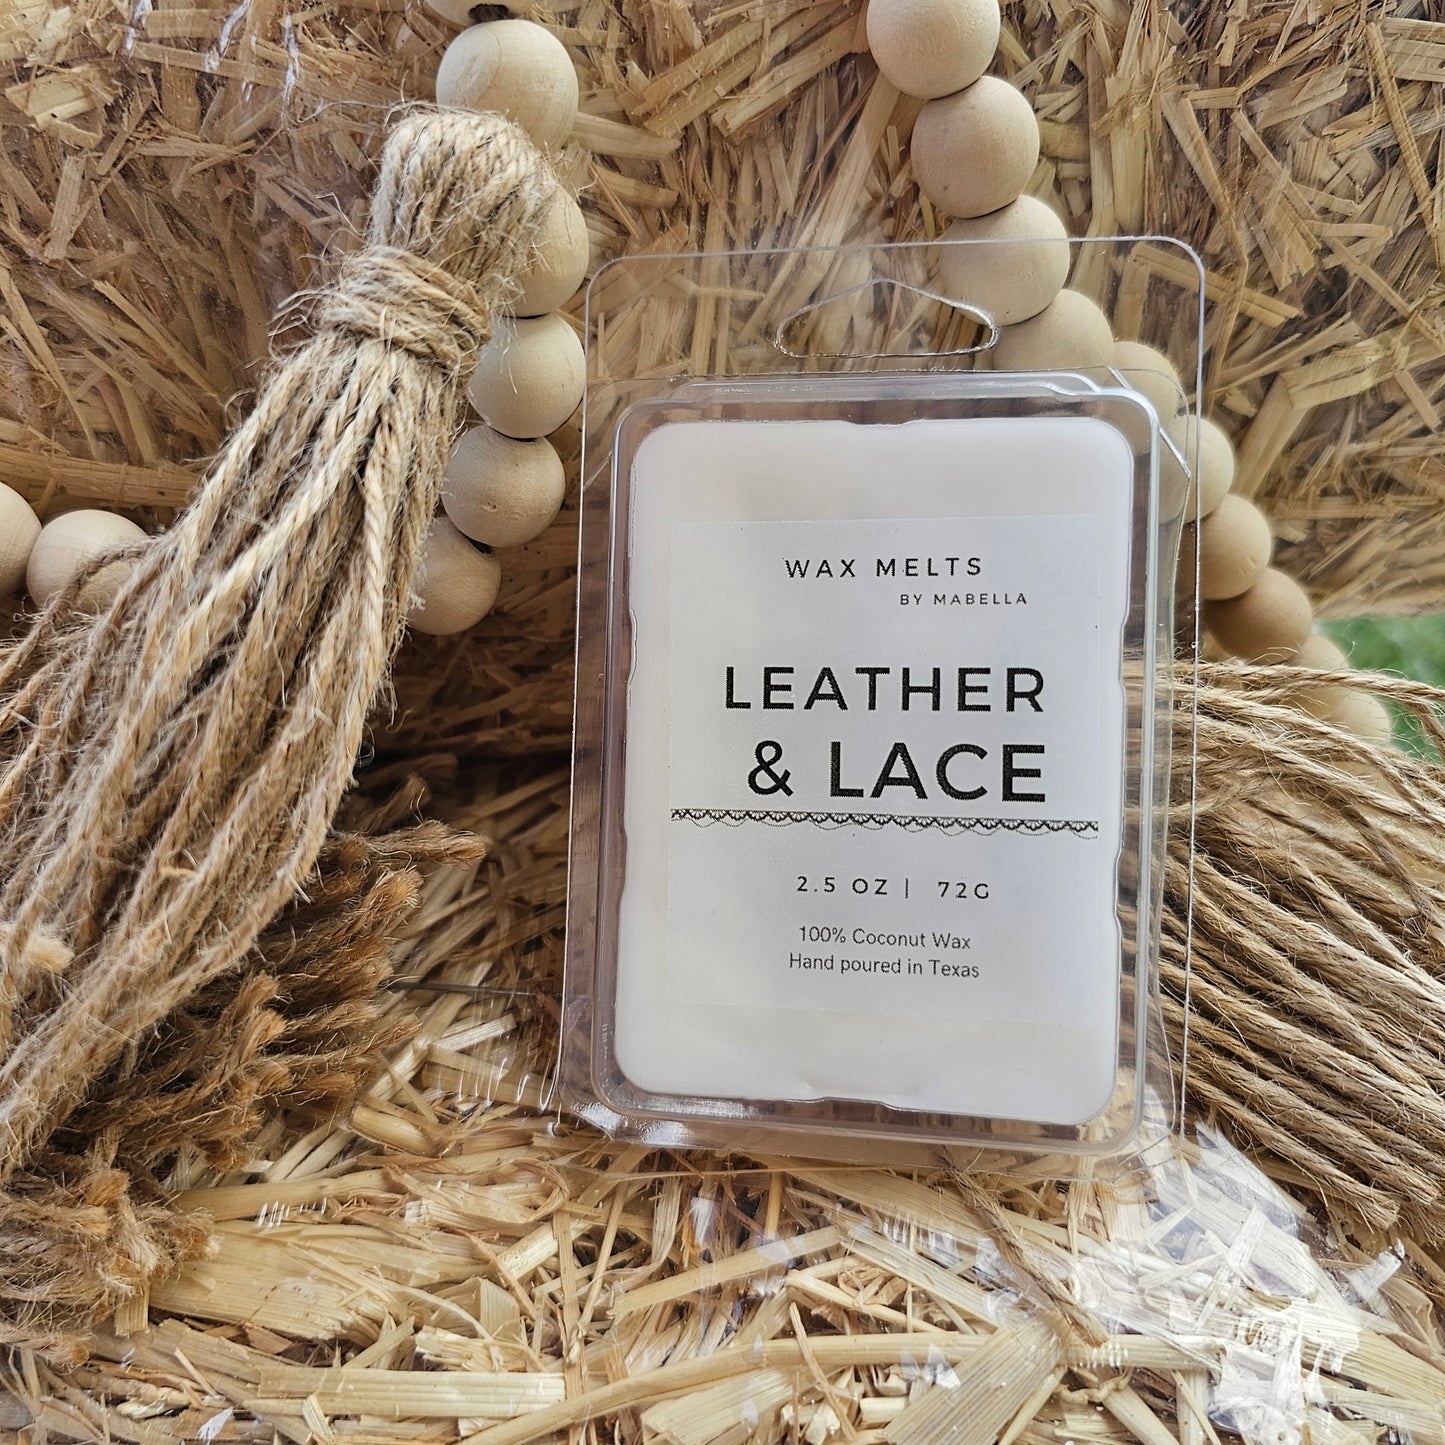 WAX MELTS
BY MABELLA
LEATHER
& LACE
2.5 OZ | 72G
100% Coconut Wax
Hand poured in Texas